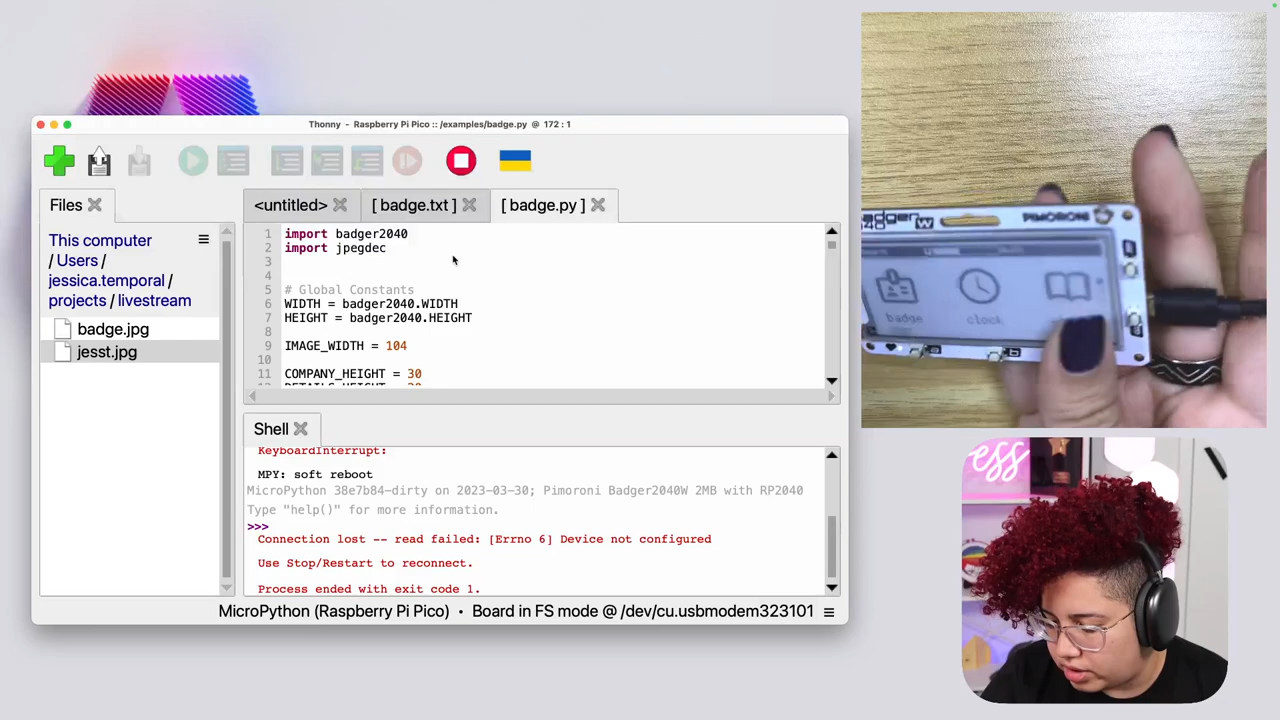 Thonny - Raspberry Pi Pico :: /examples/badge.py @ 172 : 1
Files
This computer
/ Users /
jessica.temporal /
projects / livestream
badge.jpg
jesst.jpg
<untitled>
[ badge.txt ]
[ badge.py ]
1 import badger2040
2 import jpegdec
3
4
5 # Global Constants
6 WIDTH = badger2040.WIDTH
7 HEIGHT = badger2040.HEIGHT
8
9 IMAGE_WIDTH = 104
10
11 COMPANY_HEIGHT = 30
Shell
KeyboardInterrupt:
MPY: soft reboot
MicroPython 38e7b84-dirty on 2023-03-30; Pimoroni Badger2040W 2MB with RP2040
Type "help()" for more information.
>>>
Connection lost -- read failed: [Errno 6] Device not configured
Use Stop/Restart to reconnect.
Process ended with exit code 1.
MicroPython (Raspberry Pi Pico) • Board in FS mode @ /dev/cu.usbmodem323101 ≡
badger W
PIMORONI
badge
clock
ess